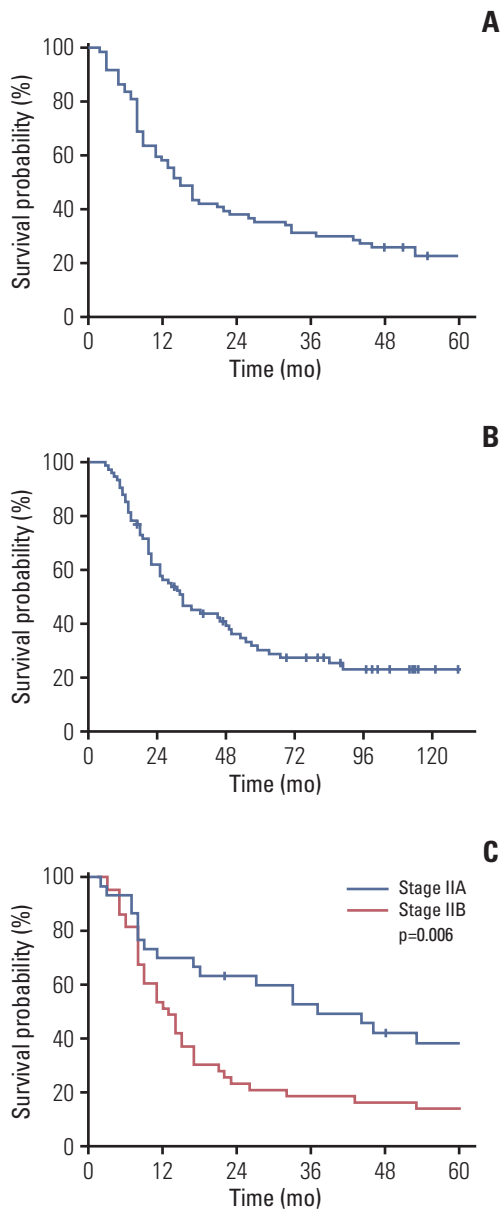 A
Survival probability (%)
100
80
60
40
20
0
0 12 24 36 48 60
Time (mo)
B
Survival probability (%)
100
80
60
40
20
0
0 24 48 72 96 120
Time (mo)
C
Survival probability (%)
100
80
60
40
20
0
Stage IIA
Stage IIB
p=0.006
0 12 24 36 48 60
Time (mo)